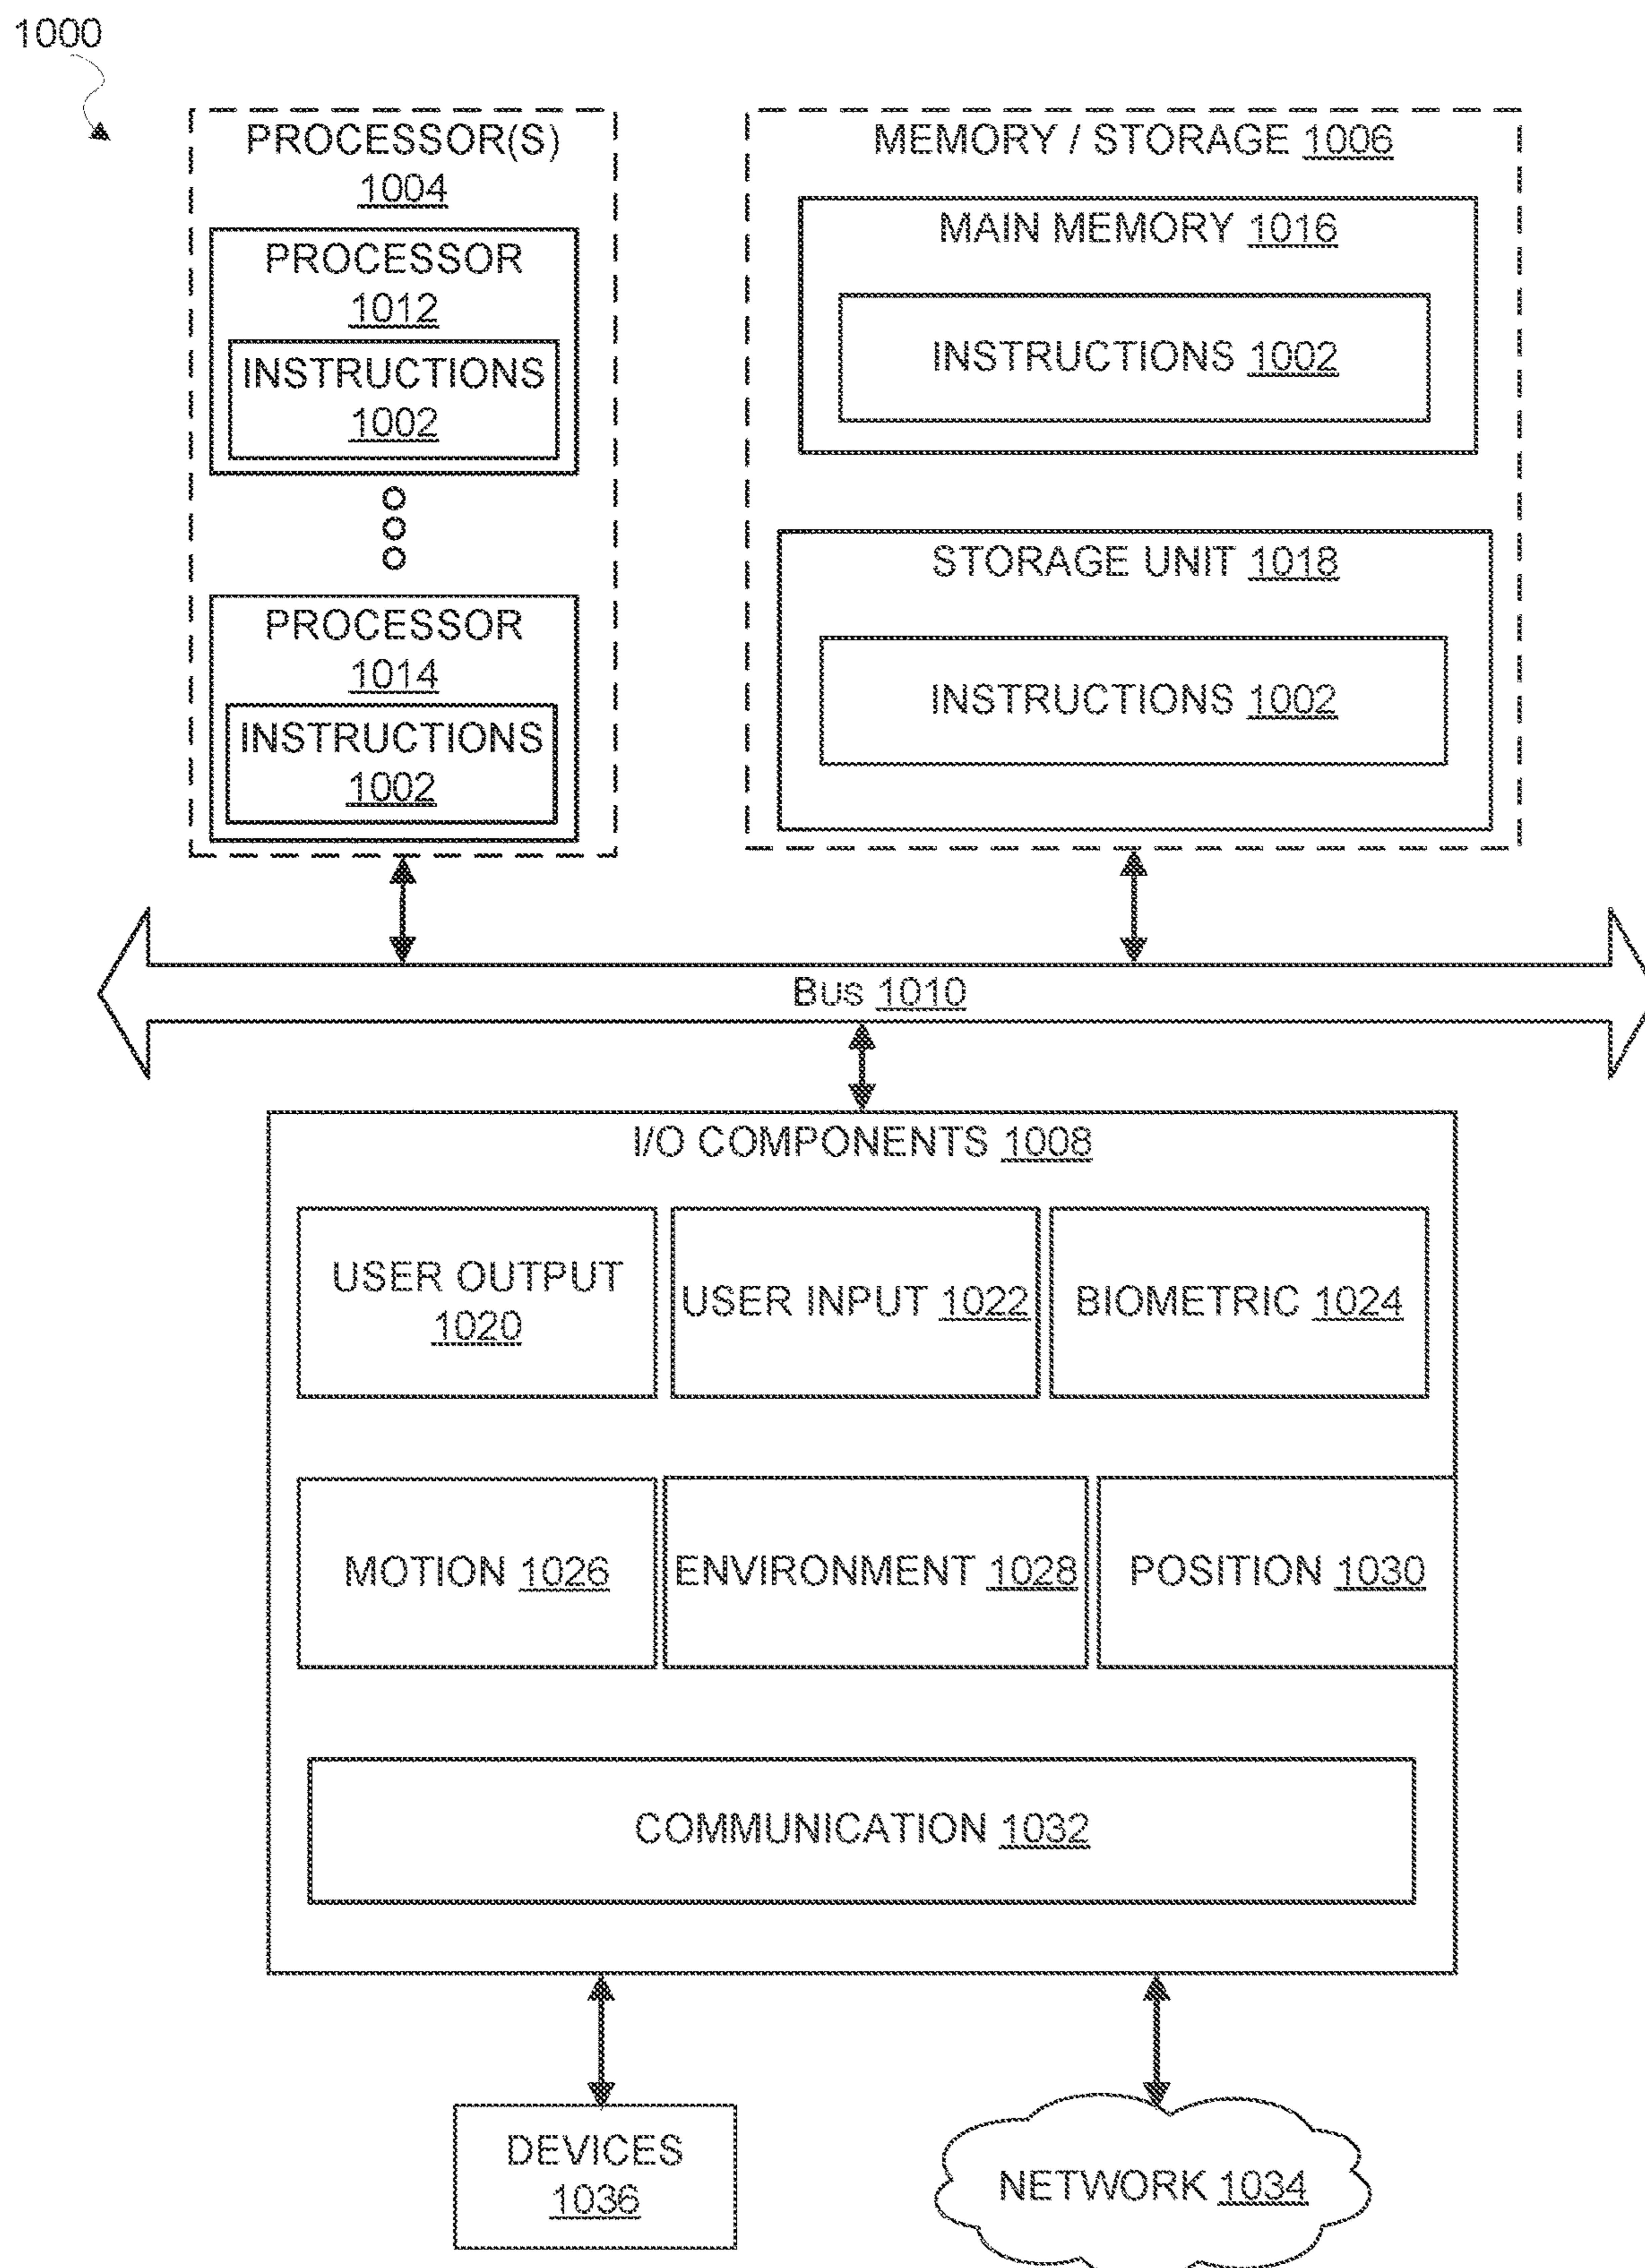 1000
PROCESSOR(S)
1004
PROCESSOR
1012
INSTRUCTIONS
1002
PROCESSOR
1014
INSTRUCTIONS
1002
MEMORY / STORAGE 1006
MAIN MEMORY 1016
INSTRUCTIONS 1002
STORAGE UNIT 1018
INSTRUCTIONS 1002
Bus 1010
I/O COMPONENTS 1008
USER OUTPUT
1020
USER INPUT 1022
BIOMETRIC 1024
MOTION 1026
ENVIRONMENT 1028
POSITION 1030
COMMUNICATION 1032
DEVICES
1036
NETWORK 1034